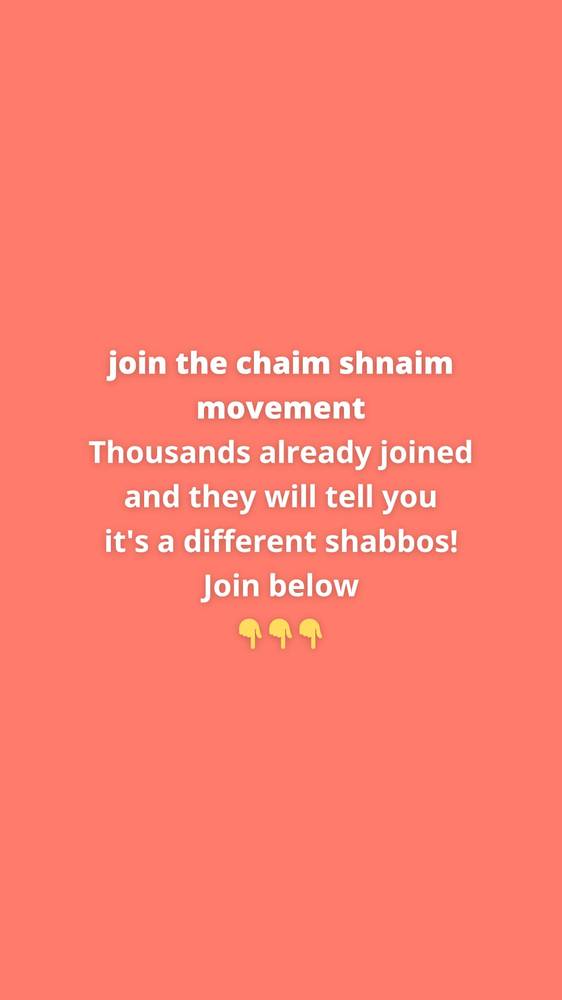 join the chaim shnaim
movement
Thousands already joined
and they will tell you
it's a different shabbos!
Join below
👇👇👇